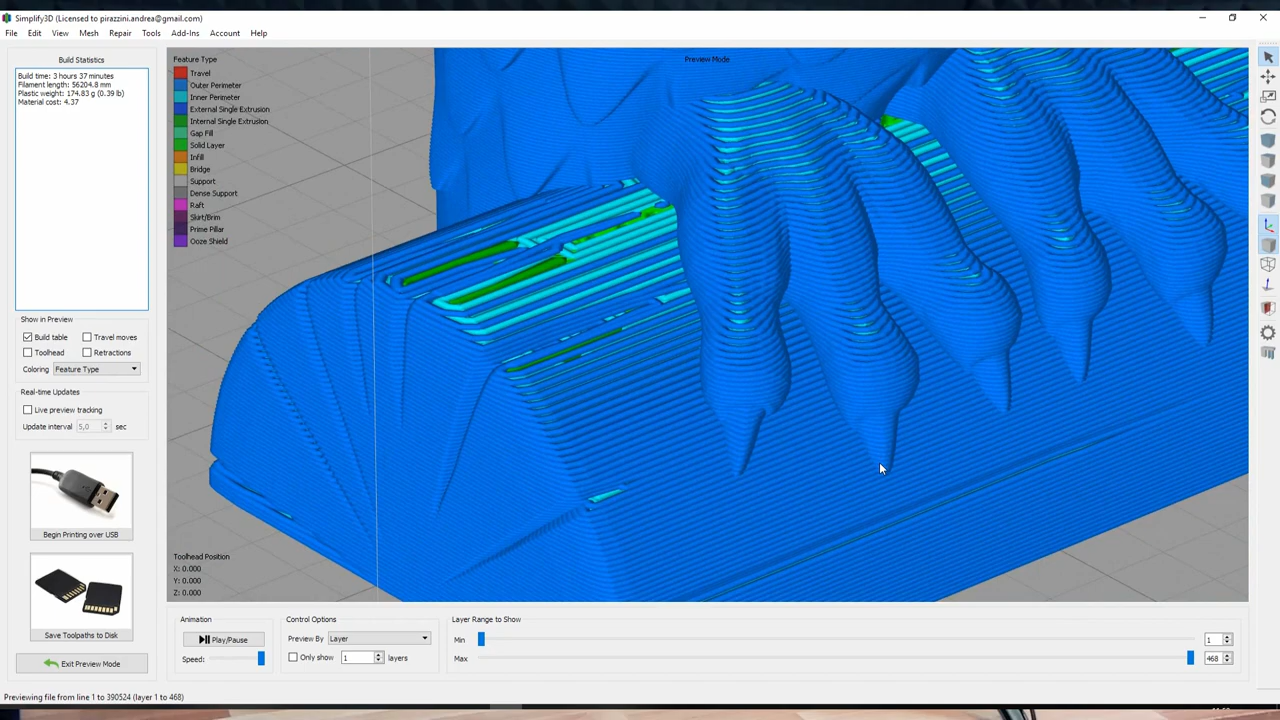 Simplify3D (Licensed to pirazzini.andrea@gmail.com)
File Edit View Mesh Repair Tools Add-Ins Account Help
Build Statistics
Build time: 3 hours 37 minutes
Filament length: 56204.8 mm
Plastic weight: 174.83 g (0.39 lb)
Material cost: 4.37
Show in Preview
Build table Travel moves
Toolhead Retractions
Coloring Feature Type
Real-time Updates
Live preview tracking
Update interval 5,0 sec
Begin Printing over USB
Save Toolpaths to Disk
Exit Preview Mode
Feature Type
Travel
Outer Perimeter
Inner Perimeter
External Single Extrusion
Internal Single Extrusion
Gap Fill
Solid Layer
Infill
Bridge
Support
Dense Support
Raft
Skirt/Brim
Prime Pillar
Ooze Shield
Preview Mode
Toolhead Position
X: 0.000
Y: 0.000
Z: 0.000
Animation
Play/Pause
Speed:
Control Options
Preview By Layer
Only show 1 layers
Layer Range to Show
Min 1
Max 468
Previewing file from line 1 to 390524 (layer 1 to 468)